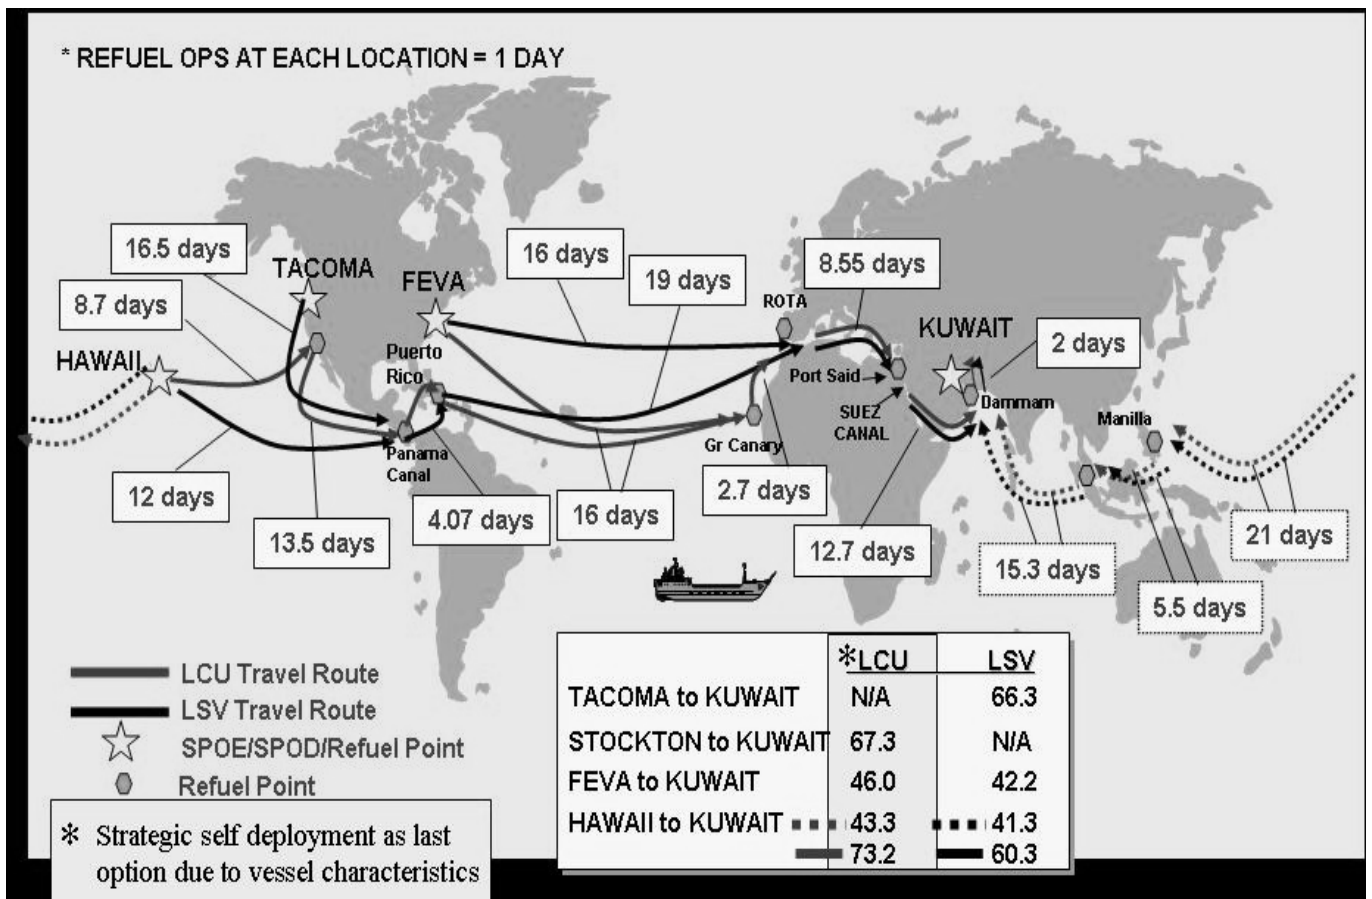 * REFUEL OPS AT EACH LOCATION = 1 DAY
16.5 days
TACOMA
FEVA
16 days
19 days
8.55 days
8.7 days
ROTA
KUWAIT
2 days
HAWAII
Puerto
Rico
Port Said
SUEZ
CANAL
Dammam
Manilla
Panama
Canal
Gr Canary
12 days
13.5 days
4.07 days
16 days
2.7 days
12.7 days
15.3 days
5.5 days
21 days
LCU Travel Route
LSV Travel Route
SPOE/SPOD/Refuel Point
Refuel Point
* Strategic self deployment as last
option due to vessel characteristics
*LCU LSV
TACOMA to KUWAIT N/A 66.3
STOCKTON to KUWAIT 67.3 N/A
FEVA to KUWAIT 46.0 42.2
HAWAII to KUWAIT 43.3 41.3
73.2 60.3